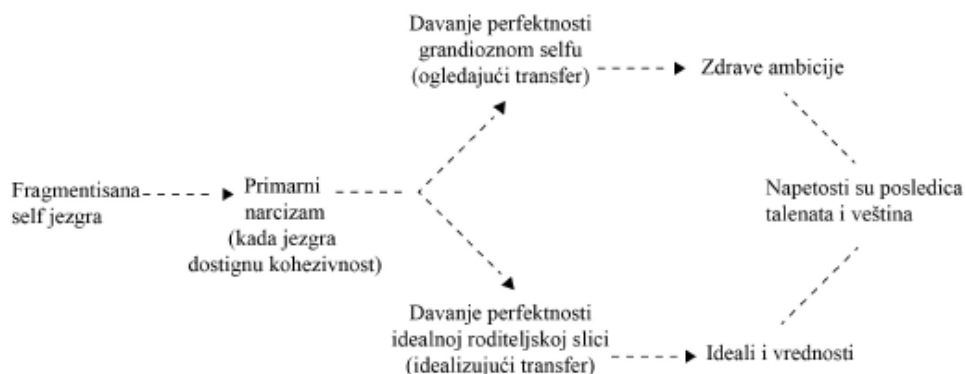 Davanje perfektnosti
grandioznom selfu
(ogledajući transfer)
Zdrave ambicije
Fragmentisana
self jezgra
Primarni
narcizam
(kada jezgra
dostignu kohezivnost)
Napetosti su posledica
talenata i veština
Davanje perfektnosti
idealnoj roditeljskoj slici
(idealizujući transfer)
Ideali i vrednosti